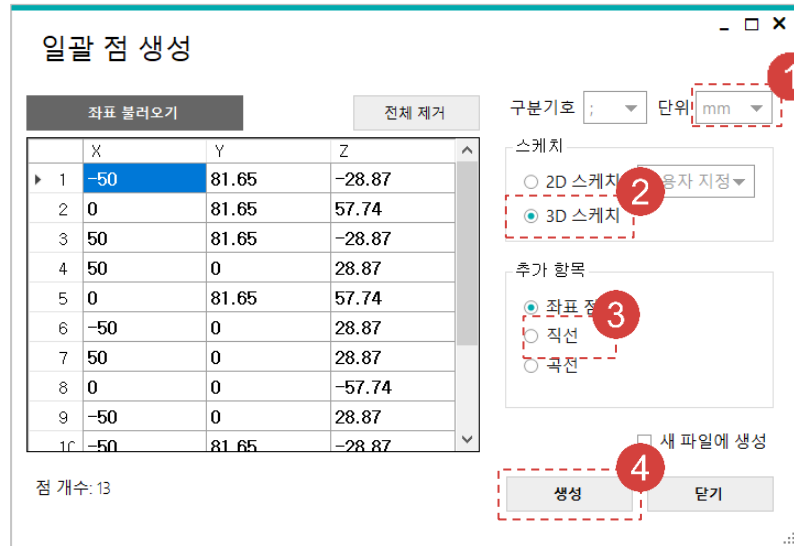 일괄 점 생성
1
좌표 불러오기 전체 제거 구분기호 ; 단위 mm
스케치
X Y Z
1 -50 81.65 -28.87
2D 스케치 용자 지정
2
2 0 81.65 57.74
3D 스케치
3 50 81.65 -28.87
4 50 0 28.87
추가 항목
5 0 81.65 57.74
좌표 점
3
6 -50 0 28.87
직선
7 50 0 28.87
곡전
8 0 0 -57.74
9 -50 0 28.87
10 -50 81.65 -28.87
새 파일에 생성
4
점 개수: 13
생성 닫기